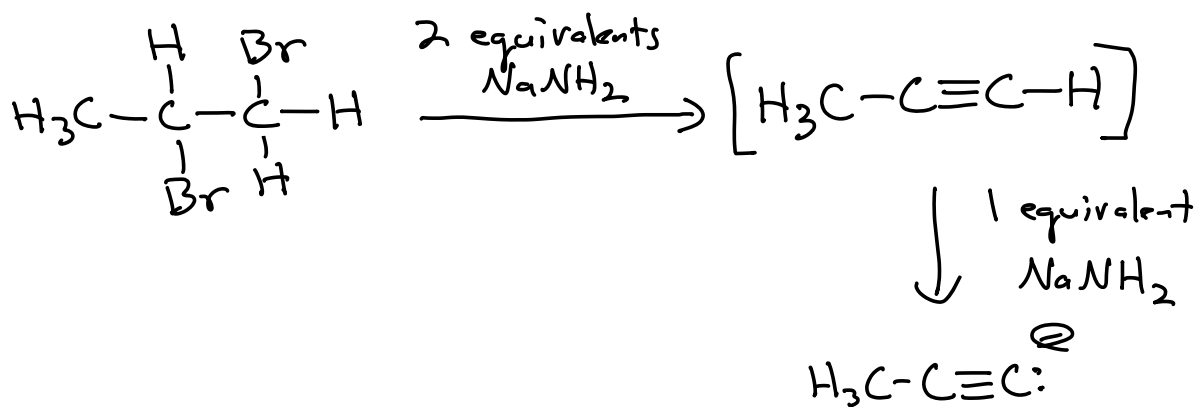 H Br
H₃C-C-C-H
Br H
2 equivalents
NaNH₂
[H₃C-C≡C-H]
1 equivalent
NaNH₂
⊖
H₃C-C≡C: